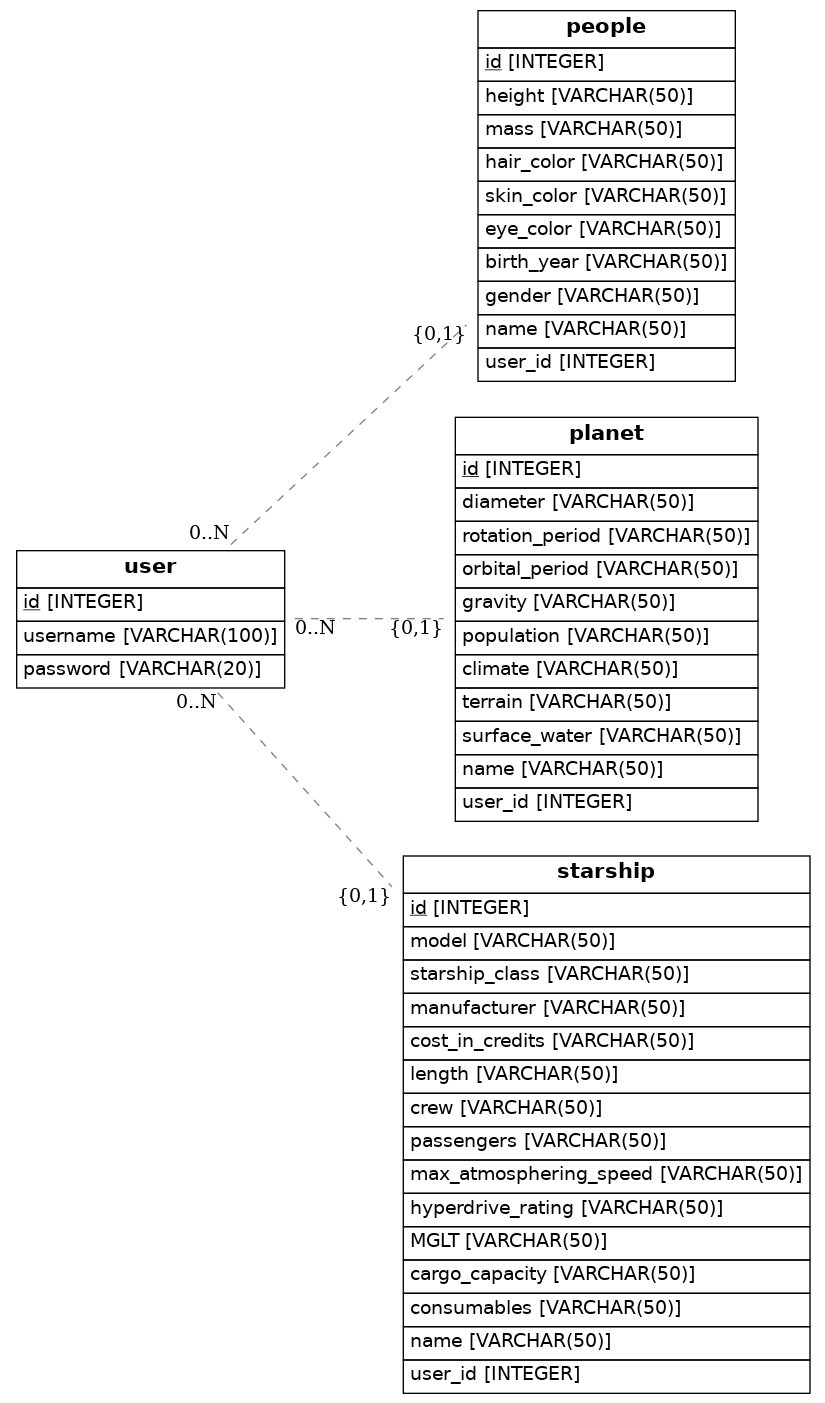 people
id [INTEGER]
height [VARCHAR(50)]
mass [VARCHAR(50)]
hair_color [VARCHAR(50)]
skin_color [VARCHAR(50)]
eye_color [VARCHAR(50)]
birth_year [VARCHAR(50)]
gender [VARCHAR(50)]
name [VARCHAR(50)]
user_id [INTEGER]
{0,1}
0..N
user
id [INTEGER]
username [VARCHAR(100)]
password [VARCHAR(20)]
0..N
{0,1}
planet
id [INTEGER]
diameter [VARCHAR(50)]
rotation_period [VARCHAR(50)]
orbital_period [VARCHAR(50)]
gravity [VARCHAR(50)]
population [VARCHAR(50)]
climate [VARCHAR(50)]
terrain [VARCHAR(50)]
surface_water [VARCHAR(50)]
name [VARCHAR(50)]
user_id [INTEGER]
0..N
{0,1}
starship
id [INTEGER]
model [VARCHAR(50)]
starship_class [VARCHAR(50)]
manufacturer [VARCHAR(50)]
cost_in_credits [VARCHAR(50)]
length [VARCHAR(50)]
crew [VARCHAR(50)]
passengers [VARCHAR(50)]
max_atmosphering_speed [VARCHAR(50)]
hyperdrive_rating [VARCHAR(50)]
MGLT [VARCHAR(50)]
cargo_capacity [VARCHAR(50)]
consumables [VARCHAR(50)]
name [VARCHAR(50)]
user_id [INTEGER]